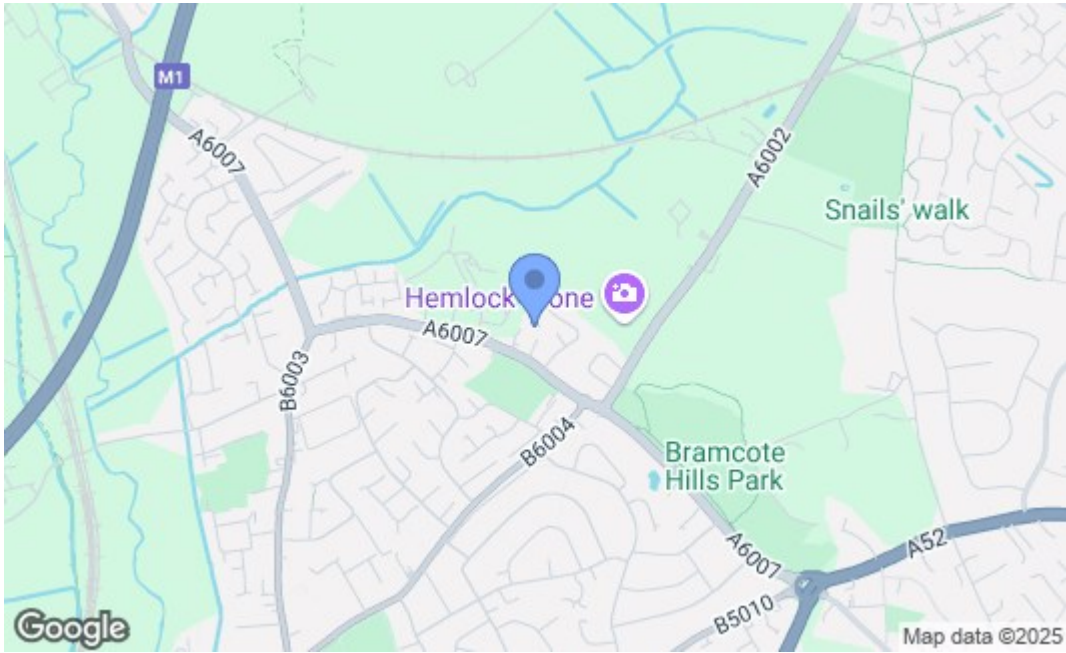 M1
A6007
A6002
Snails' walk
Hemlock
one
A6007
B6003
B6004
Bramcote
Hills Park
A6007
A52
B5010
Google
Map data ©2025